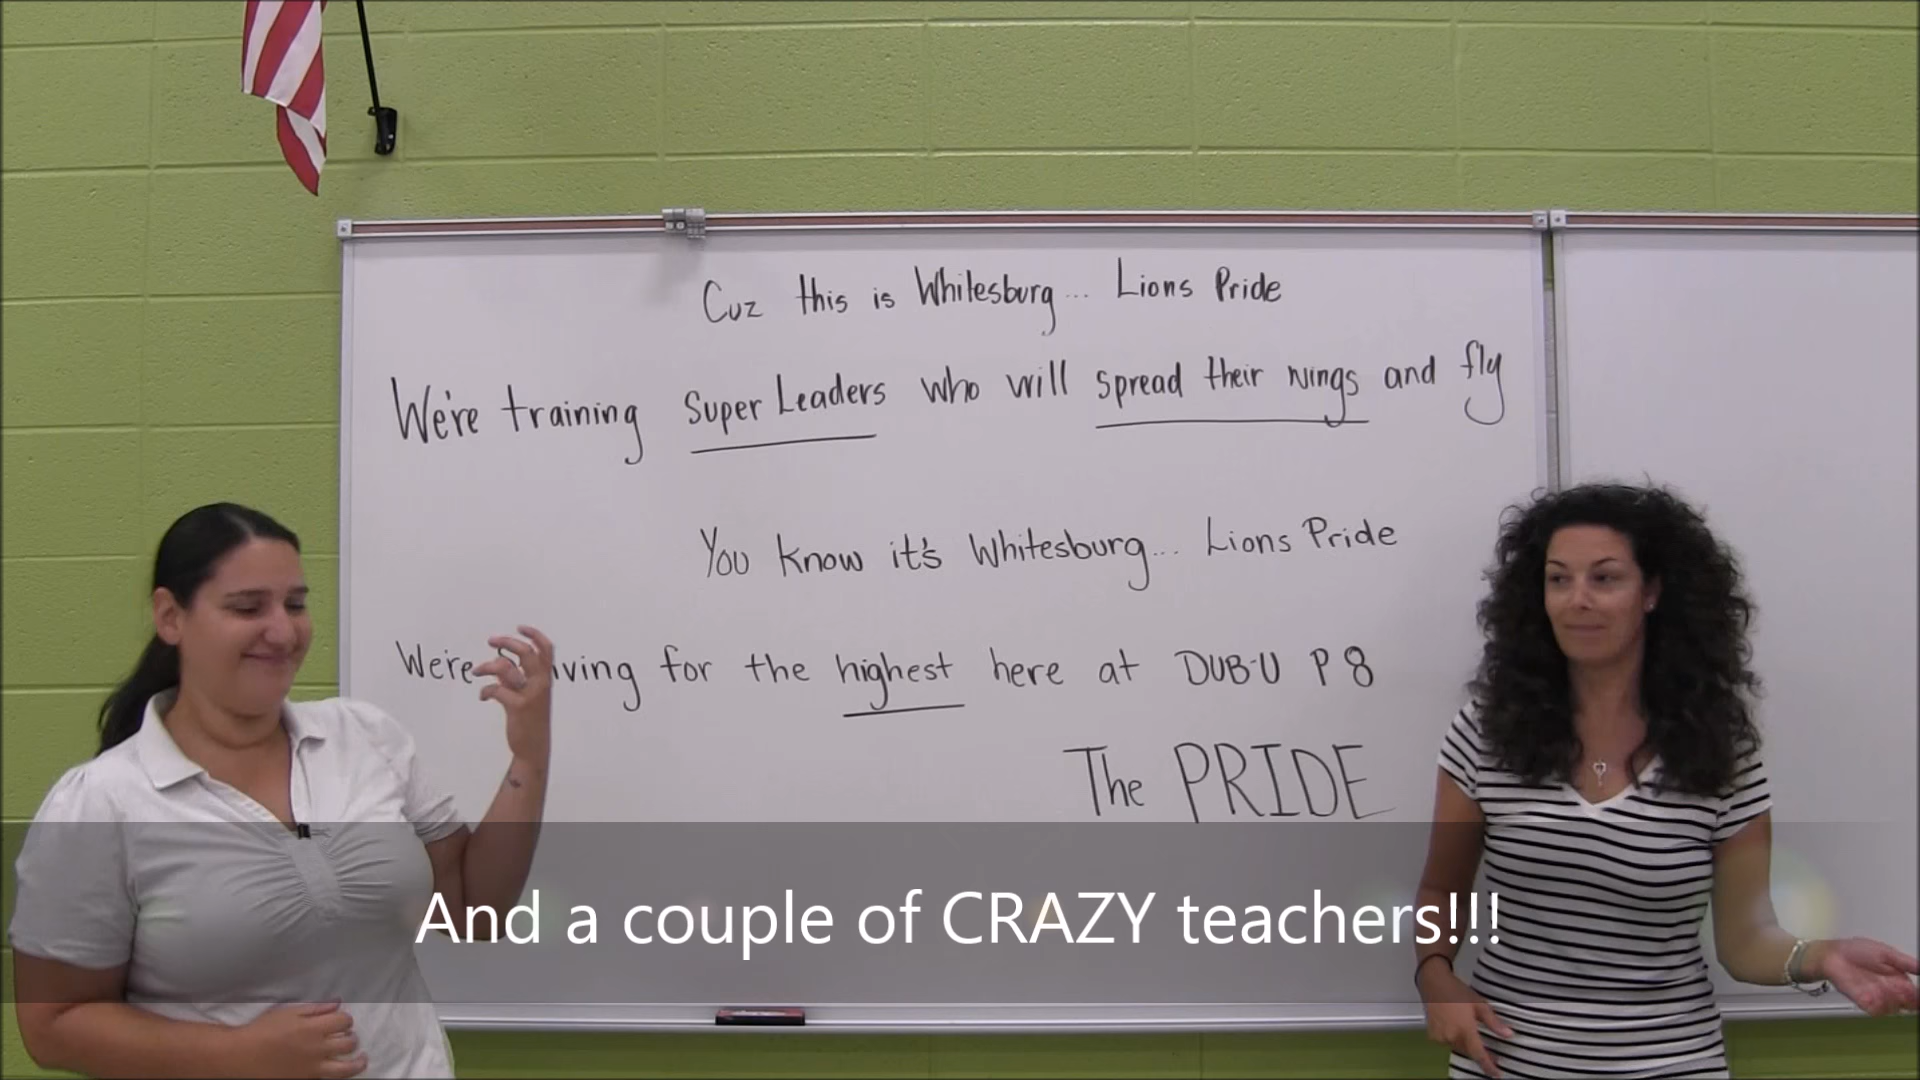 Cuz this is Whitesburg... Lions Pride
We're training Super Leaders who will spread their wings and fly
You know it's Whitesburg... Lions Pride
We're for the highest here at DUB-U P 8
The PRIDE
And a couple of CRAZY teachers!!!